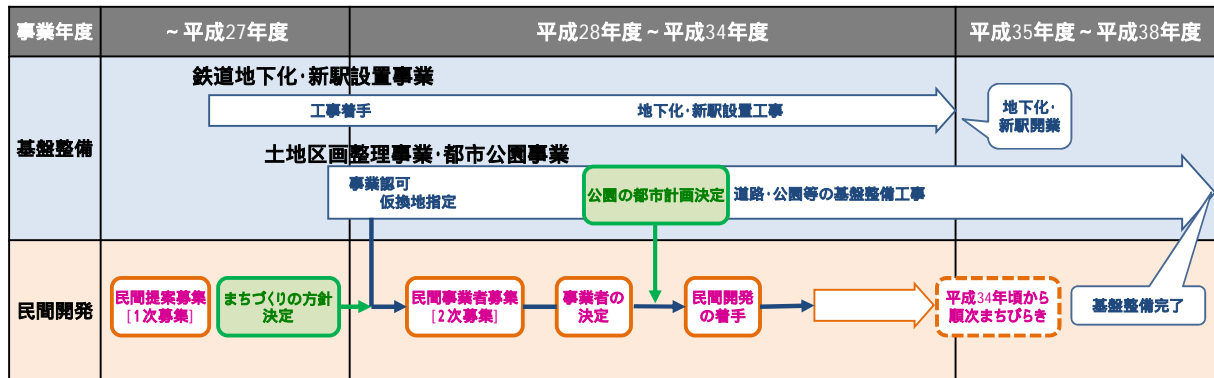 事業年度
～平成27年度
平成28年度～平成34年度
平成35年度～平成38年度
基盤整備
鉄道地下化・新駅設置事業
工事着手
地下化・新駅設置工事
地下化・
新駅開業
土地区画整理事業・都市公園事業
事業認可
仮換地指定
公園の都市計画決定
道路・公園等の基盤整備工事
基盤整備完了
民間開発
民間提案募集
[1次募集]
まちづくりの方針
決定
民間事業者募集
[2次募集]
事業者の
決定
民間開発
の着手
平成34年頃から
順次まちびらき